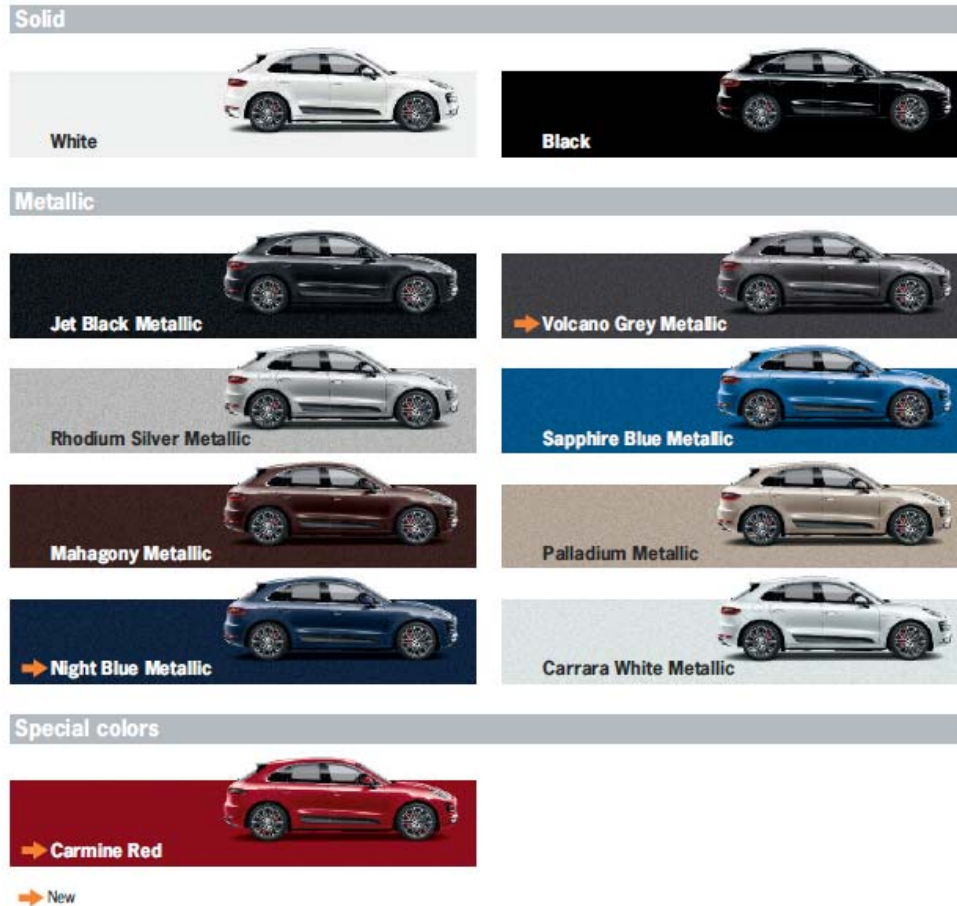 Solid
White
Black
Metallic
Jet Black Metallic
Volcano Grey Metallic
Rhodium Silver Metallic
Sapphire Blue Metallic
Mahagony Metallic
Palladium Metallic
Night Blue Metallic
Carrara White Metallic
Special colors
Carmine Red
New